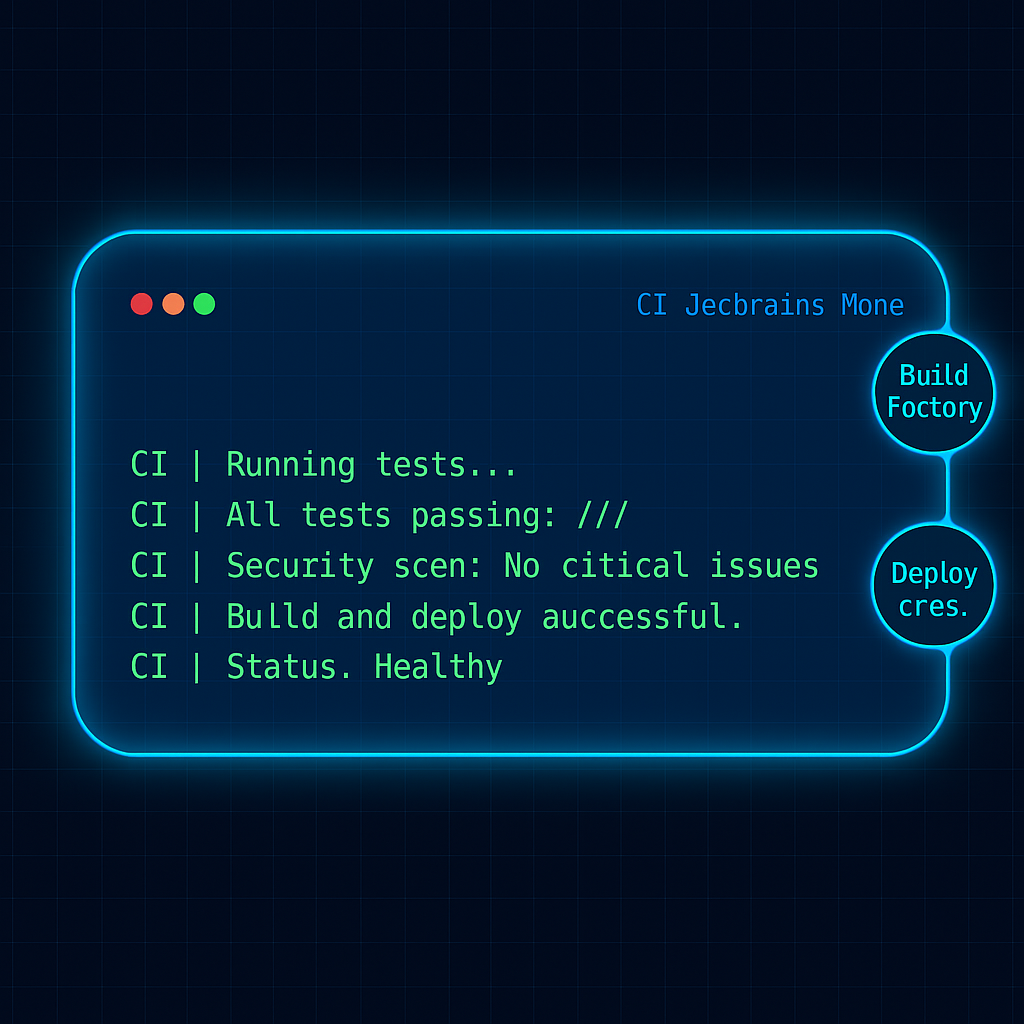 CI Jecbrains Mone
Build
Foctory
CI | Running tests...
CI | All tests passing: ///
CI | Security scen: No citical issues
CI | Build and deploy auccessful.
CI | Status. Healthy
Deploy
cres.